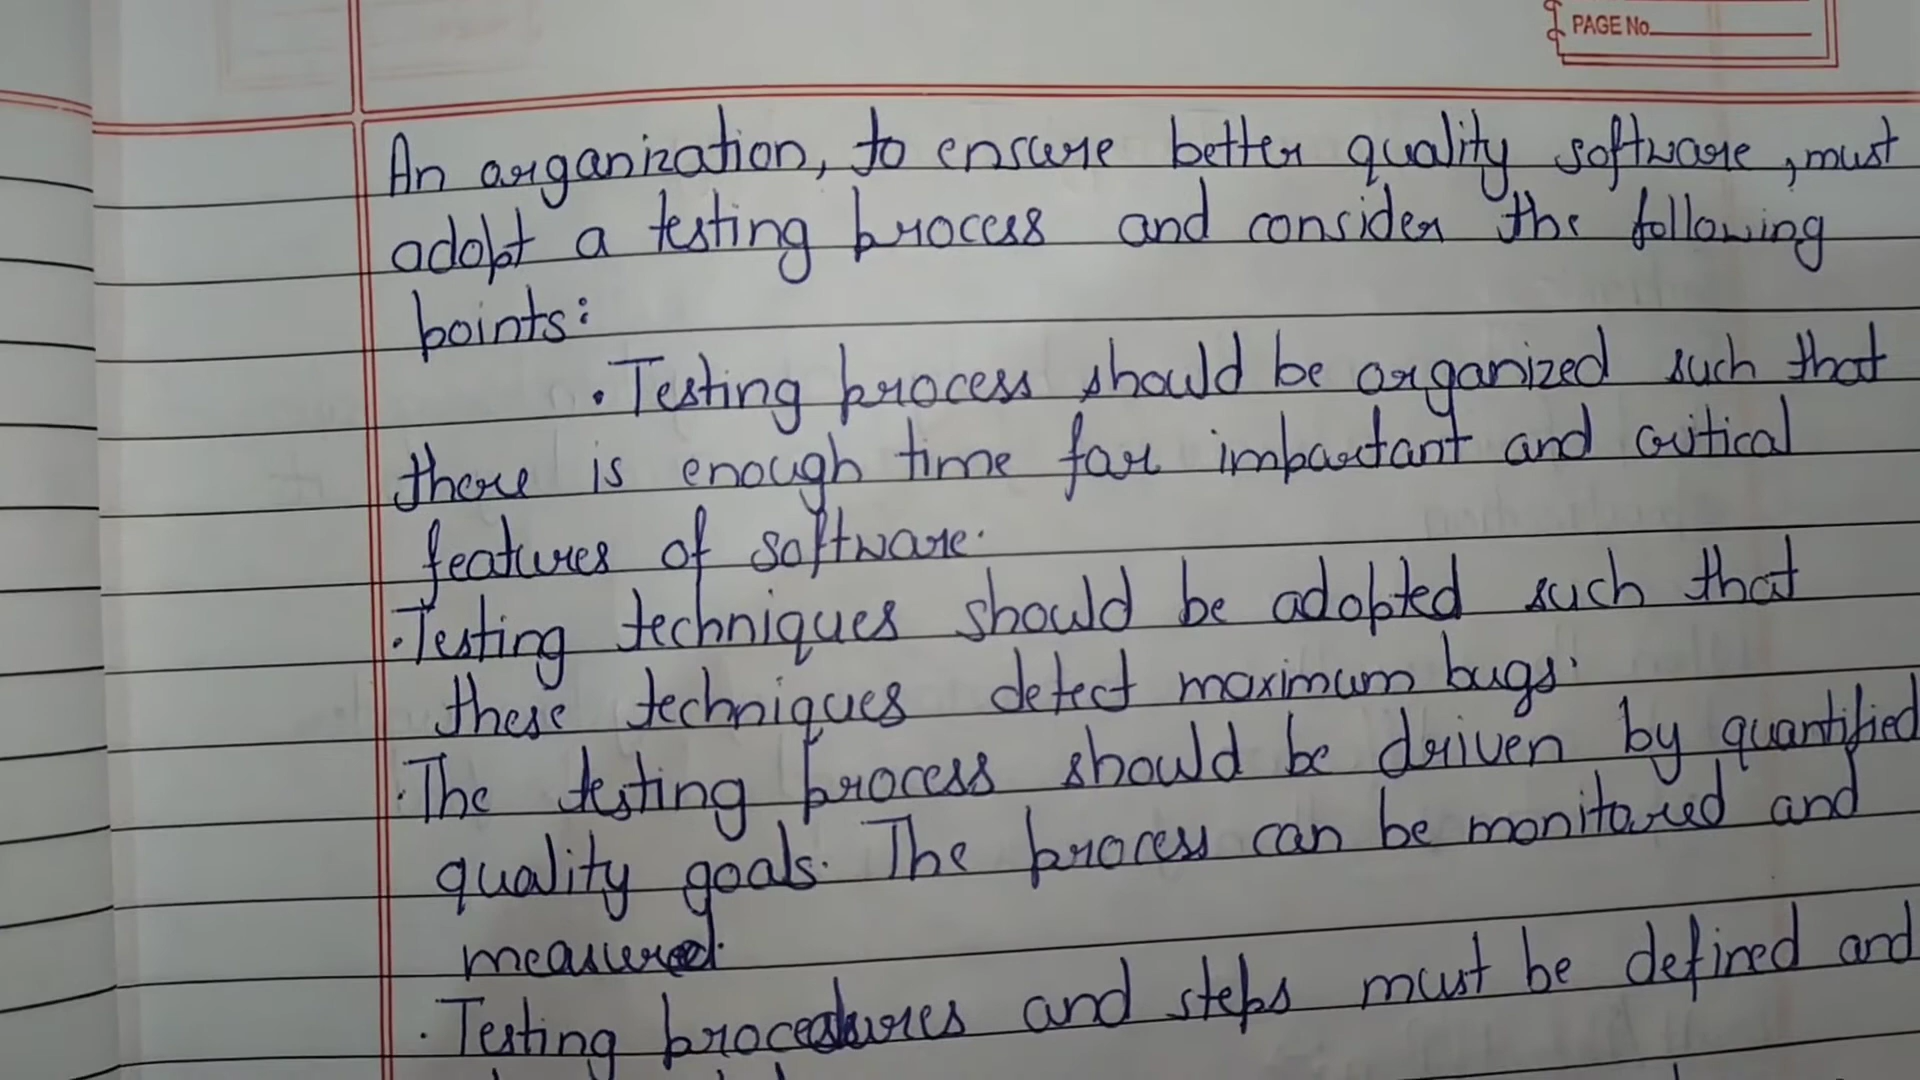 PAGE No.
An organization, to ensure better quality software, must
adopt a testing process and consider the following
points:
• Testing process should be organized such that
there is enough time for important and critical
features of software.
• Testing techniques should be adopted such that
these techniques detect maximum bugs.
• The testing process should be driven by quantified
quality goals. The process can be monitored and
measured.
• Testing procedures and steps must be defined and